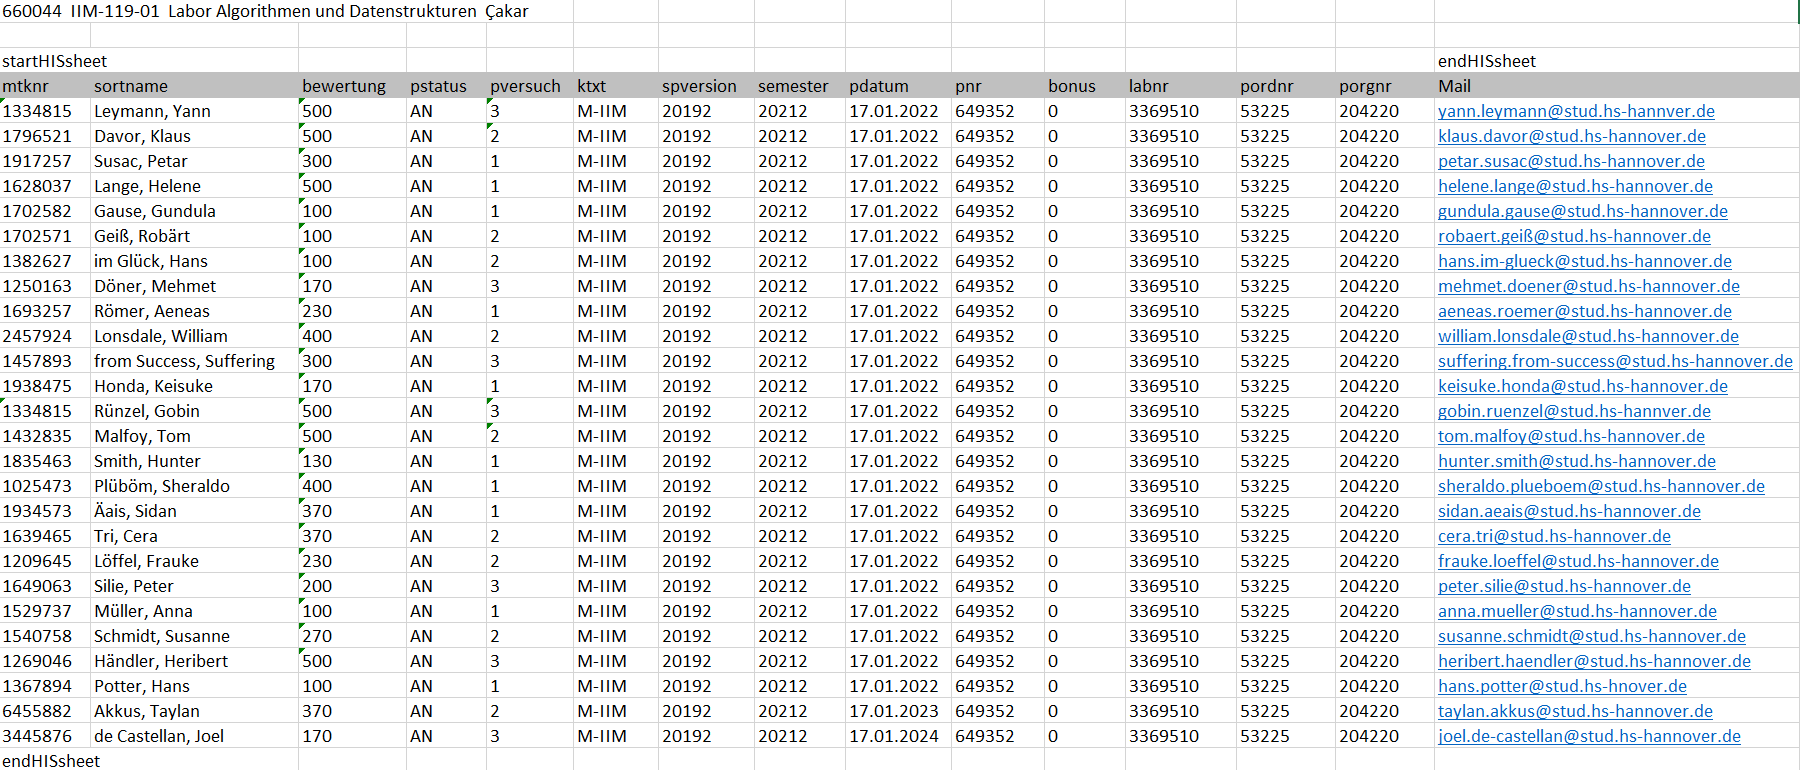 660044 IIM-119-01 Labor Algorithmen und Datenstrukturen Çakar
startHISsheet endHISsheet
mtknr sortname bewertung pstatus pversuch ktxt spversion semester pdatum pnr bonus labnr pordnr porgnr Mail
1334815 Leymann, Yann 500 AN 3 M-IIM 20192 20212 17.01.2022 649352 0 3369510 53225 204220 yann.leymann@stud.hs-hannver.de
1796521 Davor, Klaus 500 AN 2 M-IIM 20192 20212 17.01.2022 649352 0 3369510 53225 204220 klaus.davor@stud.hs-hannover.de
1917257 Susac, Petar 300 AN 1 M-IIM 20192 20212 17.01.2022 649352 0 3369510 53225 204220 petar.susac@stud.hs-hannover.de
1628037 Lange, Helene 500 AN 1 M-IIM 20192 20212 17.01.2022 649352 0 3369510 53225 204220 helene.lange@stud.hs-hannover.de
1702582 Gause, Gundula 100 AN 1 M-IIM 20192 20212 17.01.2022 649352 0 3369510 53225 204220 gundula.gause@stud.hs-hannover.de
1702571 Geiß, Robärt 100 AN 2 M-IIM 20192 20212 17.01.2022 649352 0 3369510 53225 204220 robaert.geiß@stud.hs-hannover.de
1382627 im Glück, Hans 100 AN 2 M-IIM 20192 20212 17.01.2022 649352 0 3369510 53225 204220 hans.im-glueck@stud.hs-hannover.de
1250163 Döner, Mehmet 170 AN 3 M-IIM 20192 20212 17.01.2022 649352 0 3369510 53225 204220 mehmet.doener@stud.hs-hannover.de
1693257 Römer, Aeneas 230 AN 1 M-IIM 20192 20212 17.01.2022 649352 0 3369510 53225 204220 aeneas.roemer@stud.hs-hannover.de
2457924 Lonsdale, William 400 AN 2 M-IIM 20192 20212 17.01.2022 649352 0 3369510 53225 204220 william.lonsdale@stud.hs-hannover.de
1457893 from Success, Suffering 300 AN 3 M-IIM 20192 20212 17.01.2022 649352 0 3369510 53225 204220 suffering.from-success@stud.hs-hannover.de
1938475 Honda, Keisuke 170 AN 1 M-IIM 20192 20212 17.01.2022 649352 0 3369510 53225 204220 keisuke.honda@stud.hs-hannover.de
1334815 Rünzel, Gobin 500 AN 3 M-IIM 20192 20212 17.01.2022 649352 0 3369510 53225 204220 gobin.ruenzel@stud.hs-hannver.de
1432835 Malfoy, Tom 500 AN 2 M-IIM 20192 20212 17.01.2022 649352 0 3369510 53225 204220 tom.malfoy@stud.hs-hannover.de
1835463 Smith, Hunter 130 AN 1 M-IIM 20192 20212 17.01.2022 649352 0 3369510 53225 204220 hunter.smith@stud.hs-hannover.de
1025473 Plüböm, Sheraldo 400 AN 1 M-IIM 20192 20212 17.01.2022 649352 0 3369510 53225 204220 sheraldo.plueboem@stud.hs-hannover.de
1934573 Äais, Sidan 370 AN 1 M-IIM 20192 20212 17.01.2022 649352 0 3369510 53225 204220 sidan.aeais@stud.hs-hannover.de
1639465 Tri, Cera 370 AN 2 M-IIM 20192 20212 17.01.2022 649352 0 3369510 53225 204220 cera.tri@stud.hs-hannover.de
1209645 Löffel, Frauke 230 AN 2 M-IIM 20192 20212 17.01.2022 649352 0 3369510 53225 204220 frauke.loeffel@stud.hs-hannover.de
1649063 Silie, Peter 200 AN 3 M-IIM 20192 20212 17.01.2022 649352 0 3369510 53225 204220 peter.silie@stud.hs-hannover.de
1529737 Müller, Anna 100 AN 1 M-IIM 20192 20212 17.01.2022 649352 0 3369510 53225 204220 anna.mueller@stud.hs-hannover.de
1540758 Schmidt, Susanne 270 AN 2 M-IIM 20192 20212 17.01.2022 649352 0 3369510 53225 204220 susanne.schmidt@stud.hs-hannover.de
1269046 Händler, Heribert 500 AN 3 M-IIM 20192 20212 17.01.2022 649352 0 3369510 53225 204220 heribert.haendler@stud.hs-hannover.de
1367894 Potter, Hans 100 AN 1 M-IIM 20192 20212 17.01.2022 649352 0 3369510 53225 204220 hans.potter@stud.hs-hnover.de
6455882 Akkus, Taylan 370 AN 2 M-IIM 20192 20212 17.01.2023 649352 0 3369510 53225 204220 taylan.akkus@stud.hs-hannover.de
3445876 de Castellan, Joel 170 AN 3 M-IIM 20192 20212 17.01.2024 649352 0 3369510 53225 204220 joel.de-castellan@stud.hs-hannover.de
endHISsheet